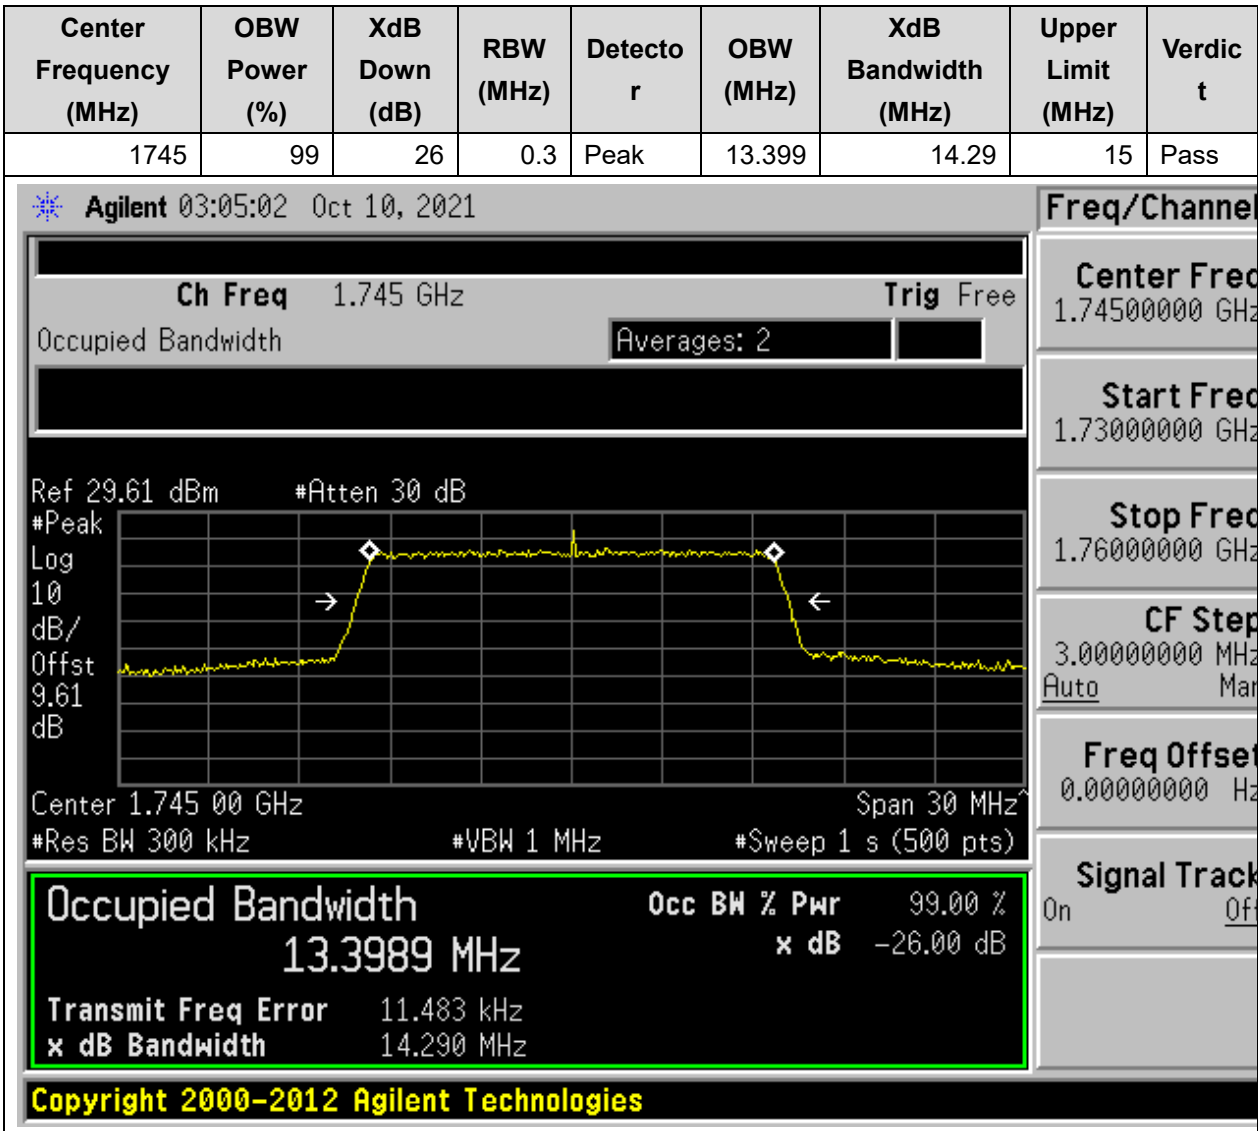 Center Frequency (MHz) OBW Power (%) XdB Down (dB) RBW (MHz) Detecto r OBW (MHz) XdB Bandwidth (MHz) Upper Limit (MHz) Verdic t
1745 99 26 0.3 Peak 13.399 14.29 15 Pass
Agilent 03:05:02 Oct 10, 2021
Freq/Channel
Ch Freq 1.745 GHz Trig Free
Occupied Bandwidth Averages: 2
Center Freq
1.74500000 GHz
Start Freq
1.73000000 GHz
Stop Freq
1.76000000 GHz
CF Step
3.00000000 MHz
Auto Man
Freq Offset
0.00000000 Hz
Signal Track
On Off
Ref 29.61 dBm #Atten 30 dB
#Peak
Log
10
dB/
Offst
9.61
dB
Center 1.745 00 GHz Span 30 MHz^
#Res BW 300 kHz #VBW 1 MHz #Sweep 1 s (500 pts)
Occupied Bandwidth Occ BW % Pwr 99.00 %
13.3989 MHz x dB -26.00 dB
Transmit Freq Error 11.483 kHz
x dB Bandwidth 14.290 MHz
Copyright 2000-2012 Agilent Technologies